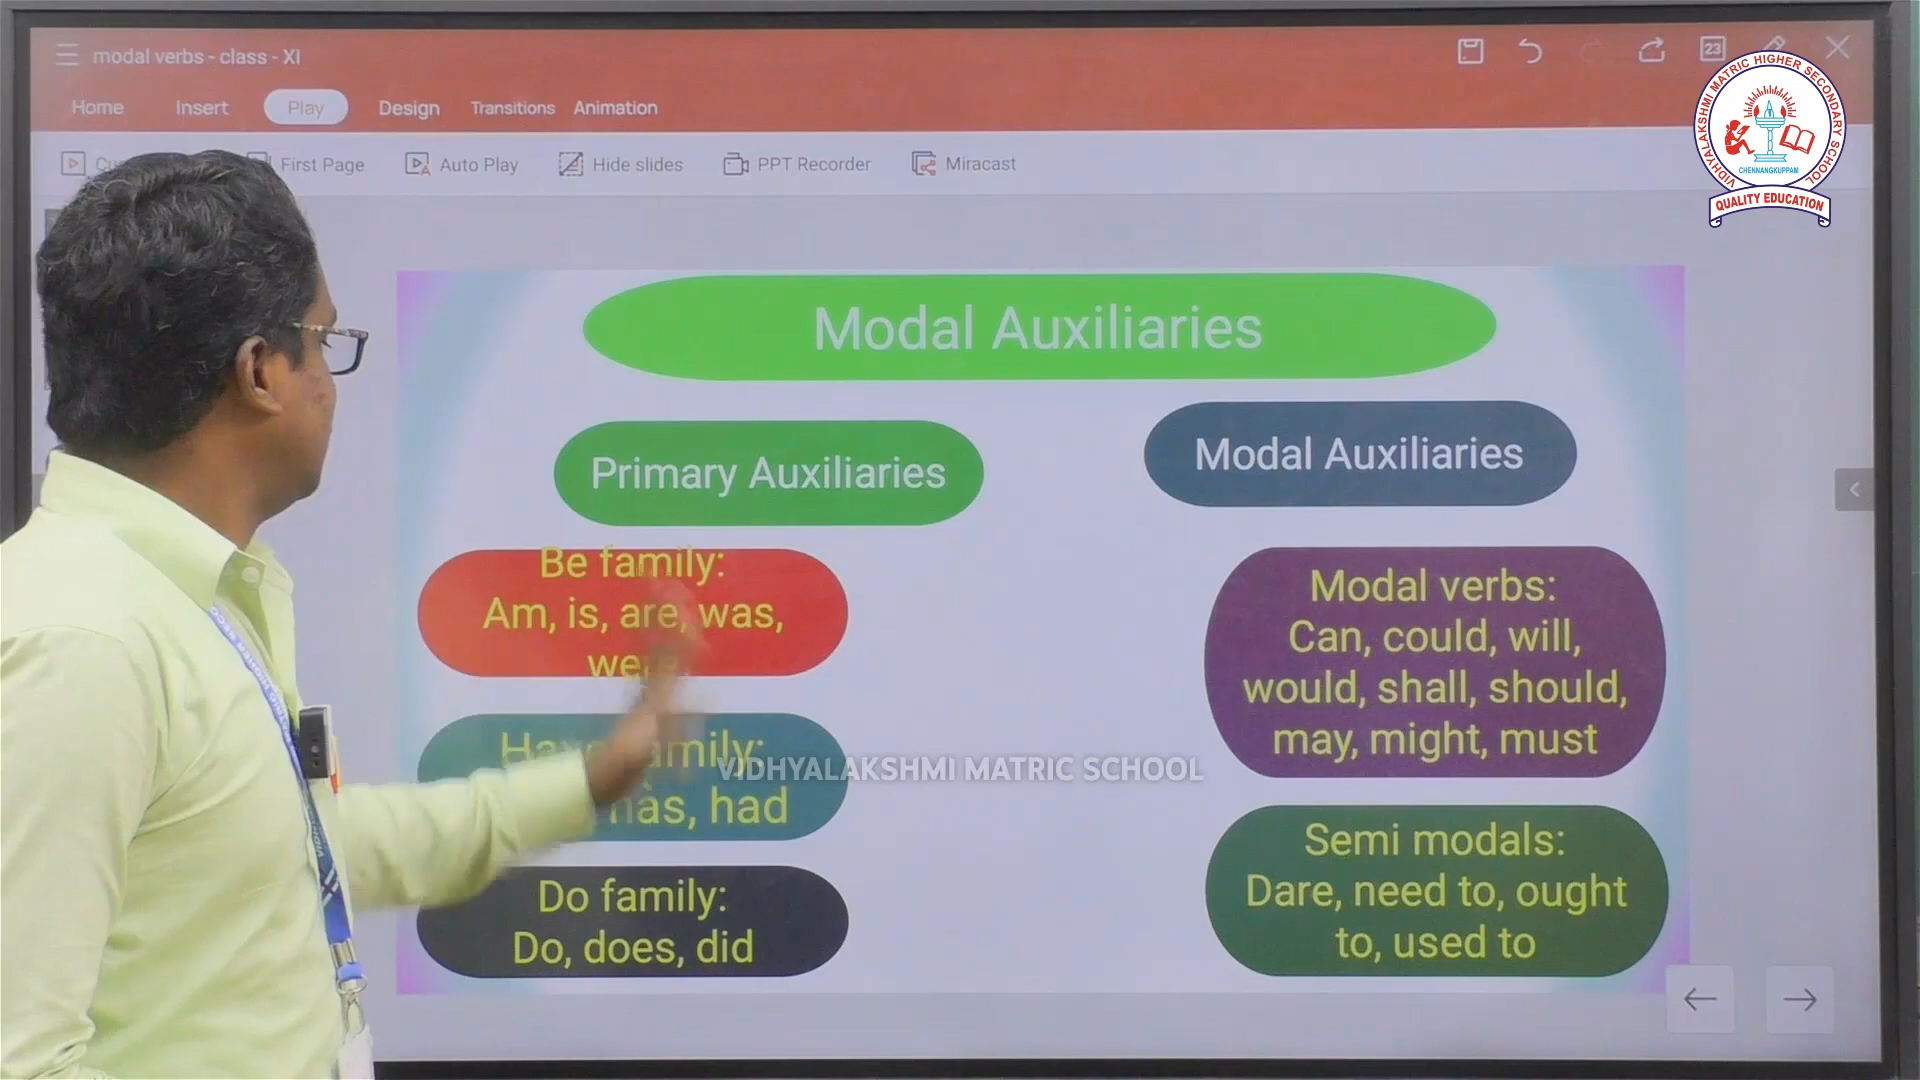 modal verbs - class - XI
23
Home Insert Play Design Transitions Animation
First Page Auto Play Hide slides PPT Recorder Miracast
VIDHYALAKSHMI MATRIC HIGHER SECONDARY SCHOOL
CHENNANGKUPPAM
QUALITY EDUCATION
Modal Auxiliaries
Primary Auxiliaries
Modal Auxiliaries
Be family:
Am, is, are, was,
family:
has, had
Do family:
Do, does, did
Modal verbs:
Can, could, will,
would, shall, should,
may, might, must
Semi modals:
Dare, need to, ought
to, used to
VIDHYALAKSHMI MATRIC SCHOOL